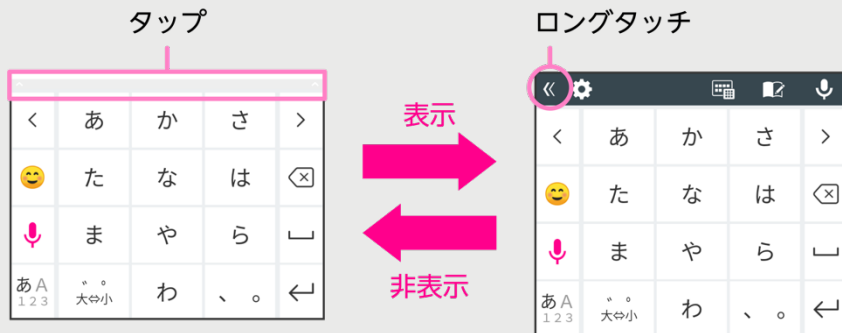 タップ
ロングタッチ
表示
非表示
あ か さ
た な は
ま や ら
あA
123
゛゜
大⇔小
わ
、。
あ か さ
た な は
ま や ら
あA
123
゛゜
大⇔小
わ
、。